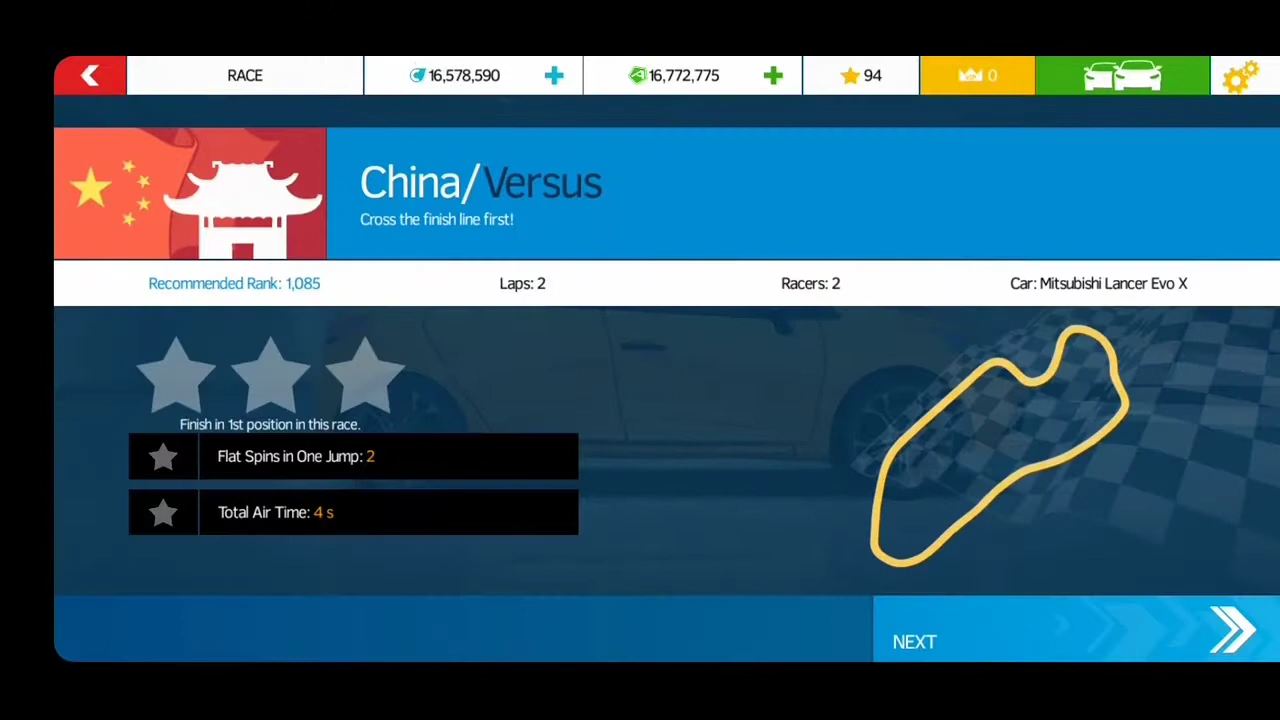 RACE
16,578,590
16,772,775
94
0
China/Versus
Cross the finish line first!
Recommended Rank: 1,085
Laps: 2
Racers: 2
Car: Mitsubishi Lancer Evo X
Finish in 1st position in this race.
Flat Spins in One Jump: 2
Total Air Time: 4 s
NEXT